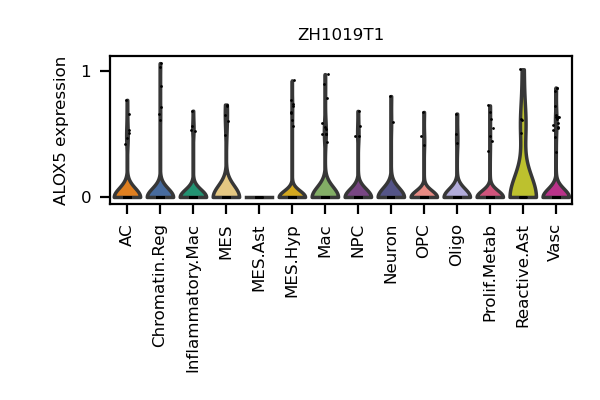 ZH1019T1
ALOX5 expression
1
0
AC
Chromatin.Reg
Inflammatory.Mac
MES
MES.Ast
MES.Hyp
Mac
NPC
Neuron
OPC
Oligo
Prolif.Metab
Reactive.Ast
Vasc